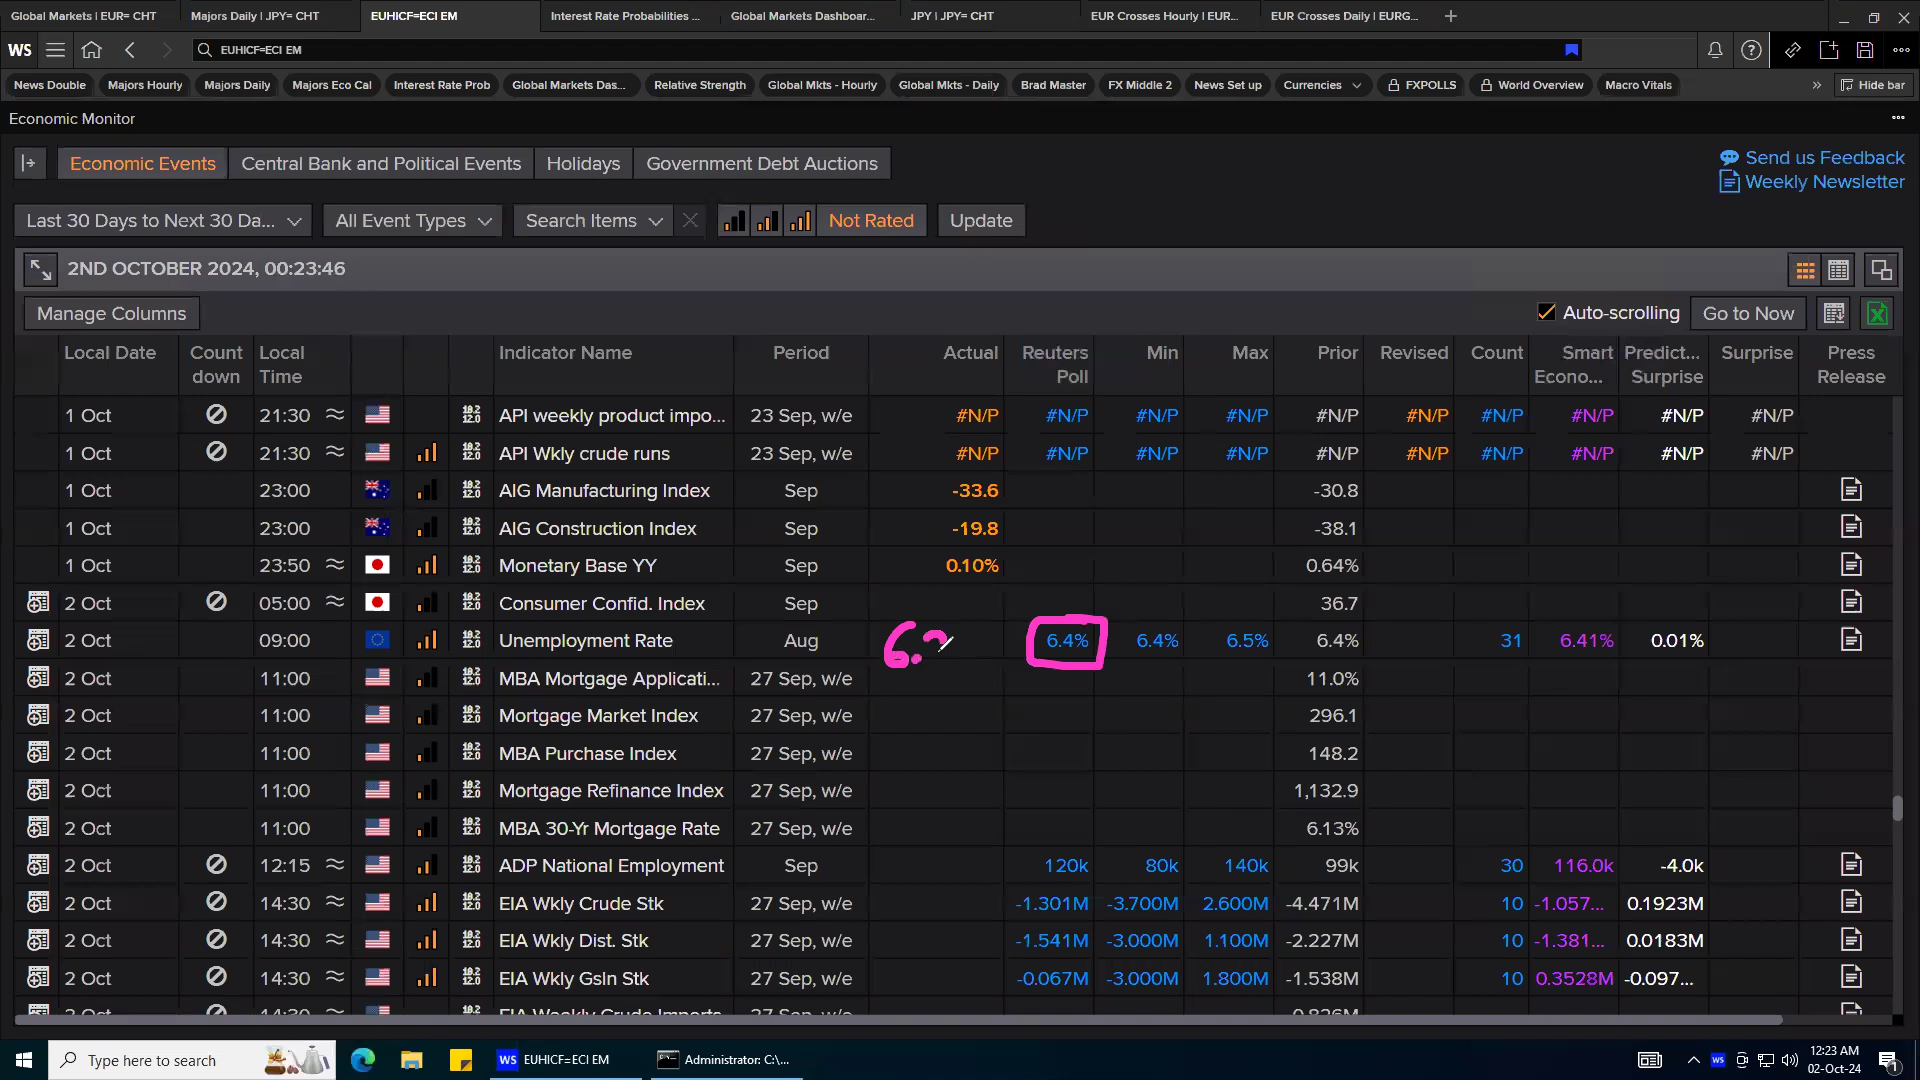 Global Markets | EUR= CHT
Majors Daily | JPY= CHT
EUHICF=ECI EM
Interest Rate Probabilities ...
Global Markets Dashboar...
JPY | JPY= CHT
EUR Crosses Hourly | EUR...
EUR Crosses Daily | EURG...
WS
EUHICF=ECI EM
News Double Majors Hourly Majors Daily Majors Eco Cal Interest Rate Prob Global Markets Das... Relative Strength Global Mkts - Hourly Global Mkts - Daily Brad Master FX Middle 2 News Set up Currencies FXPOLLS World Overview Macro Vitals » Hide bar
Economic Monitor
Economic Events Central Bank and Political Events Holidays Government Debt Auctions
Send us Feedback
Weekly Newsletter
Last 30 Days to Next 30 Da... All Event Types Search Items Not Rated Update
2ND OCTOBER 2024, 00:23:46
Manage Columns Auto-scrolling Go to Now
Local Date Count down Local Time Indicator Name Period Actual Reuters Poll Min Max Prior Revised Count Smart Econo... Predict... Surprise Surprise Press Release
1 Oct 21:30 ≈ API weekly product impo... 23 Sep, w/e #N/P #N/P #N/P #N/P #N/P #N/P #N/P #N/P #N/P #N/P
1 Oct 21:30 ≈ API Wkly crude runs 23 Sep, w/e #N/P #N/P #N/P #N/P #N/P #N/P #N/P #N/P #N/P #N/P
1 Oct 23:00 AIG Manufacturing Index Sep -33.6 -30.8
1 Oct 23:00 AIG Construction Index Sep -19.8 -38.1
1 Oct 23:50 ≈ Monetary Base YY Sep 0.10% 0.64%
2 Oct 05:00 ≈ Consumer Confid. Index Sep 36.7
2 Oct 09:00 Unemployment Rate Aug 6. 6.4% 6.4% 6.5% 6.4% 31 6.41% 0.01%
2 Oct 11:00 MBA Mortgage Applicati... 27 Sep, w/e 11.0%
2 Oct 11:00 Mortgage Market Index 27 Sep, w/e 296.1
2 Oct 11:00 MBA Purchase Index 27 Sep, w/e 148.2
2 Oct 11:00 Mortgage Refinance Index 27 Sep, w/e 1,132.9
2 Oct 11:00 MBA 30-Yr Mortgage Rate 27 Sep, w/e 6.13%
2 Oct 12:15 ≈ ADP National Employment Sep 120k 80k 140k 99k 30 116.0k -4.0k
2 Oct 14:30 ≈ EIA Wkly Crude Stk 27 Sep, w/e -1.301M -3.700M 2.600M -4.471M 10 -1.057... 0.1923M
2 Oct 14:30 ≈ EIA Wkly Dist. Stk 27 Sep, w/e -1.541M -3.000M 1.100M -2.227M 10 -1.381... 0.0183M
2 Oct 14:30 ≈ EIA Wkly Gsln Stk 27 Sep, w/e -0.067M -3.000M 1.800M -1.538M 10 0.3528M -0.097...
Type here to search
WS EUHICF=ECI EM
Administrator: C:\...
12:23 AM
02-Oct-24